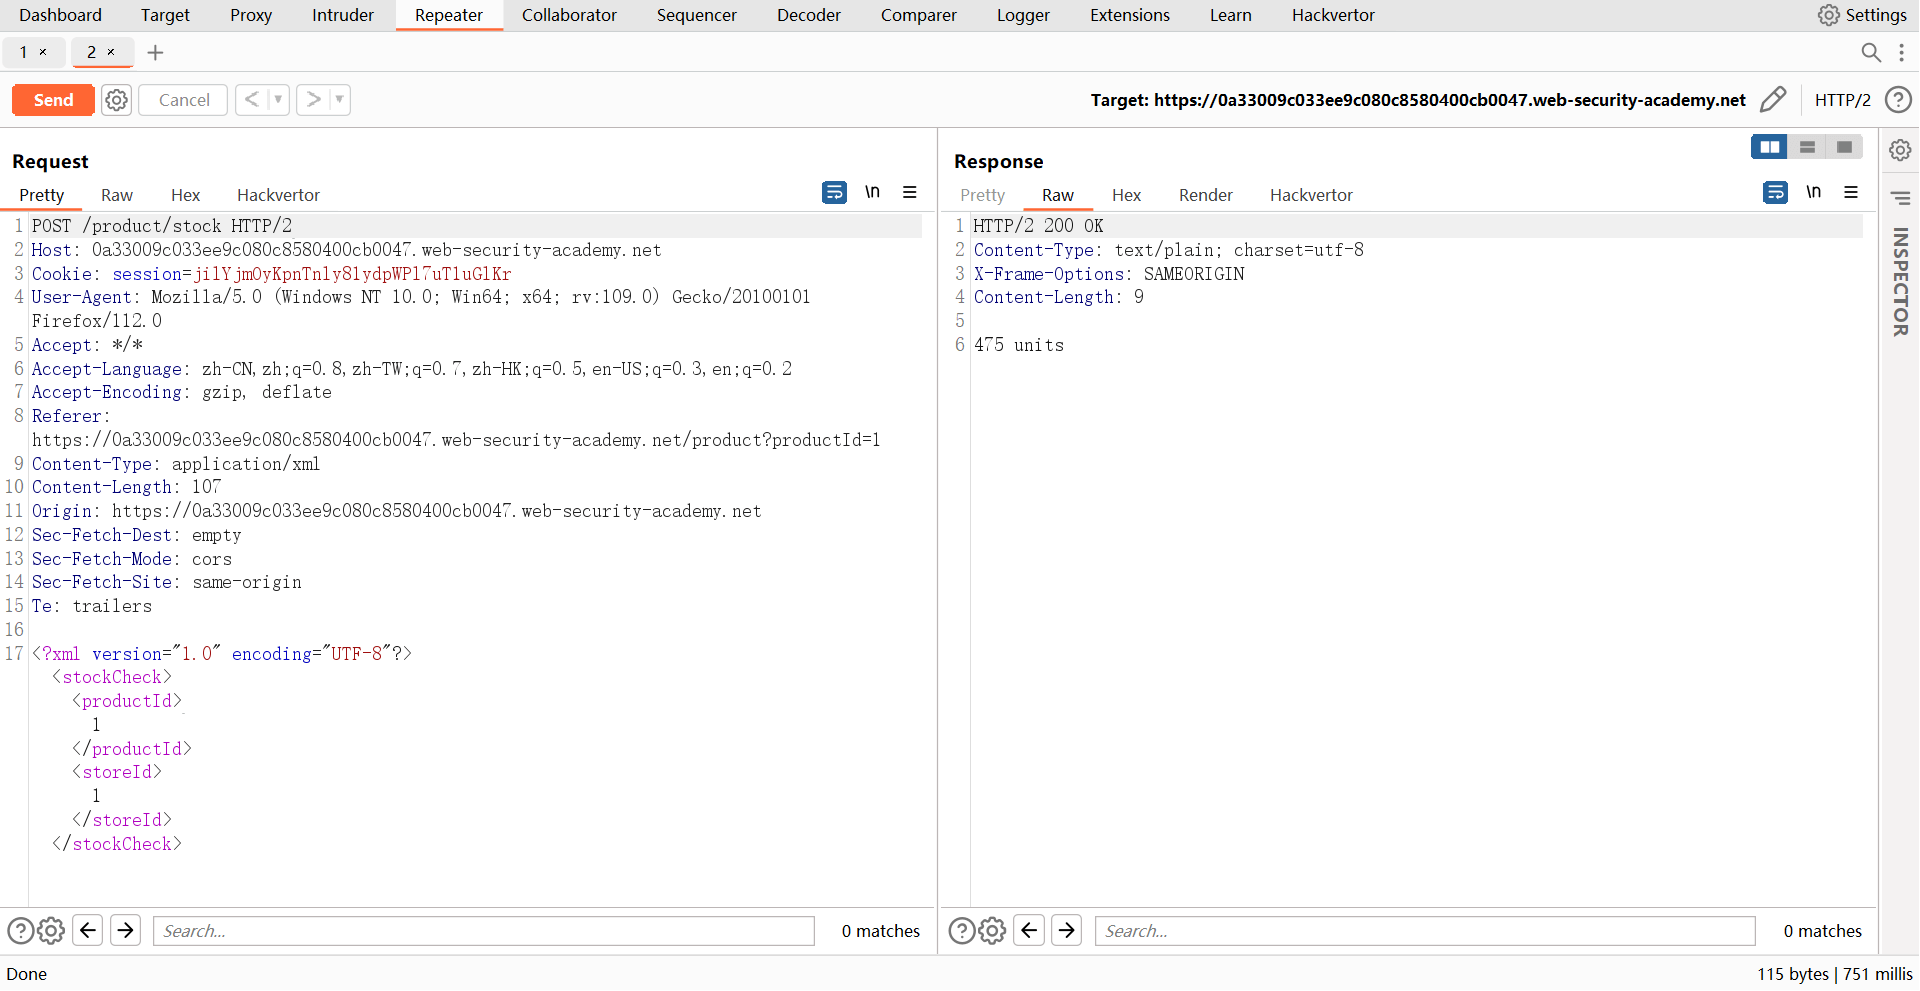 Dashboard Target Proxy Intruder Repeater Collaborator Sequencer Decoder Comparer Logger Extensions Learn Hackvertor Settings
1 × 2 × +
Send Cancel < > Target: https://0a33009c033ee9c080c8580400cb0047.web-security-academy.net HTTP/2
Request
Pretty Raw Hex Hackvertor \n
1 POST /product/stock HTTP/2
2 Host: 0a33009c033ee9c080c8580400cb0047.web-security-academy.net
3 Cookie: session=jilYjmOyKpnTnly8lydpWPl7uTluGlKr
4 User-Agent: Mozilla/5.0 (Windows NT 10.0; Win64; x64; rv:109.0) Gecko/20100101
Firefox/112.0
5 Accept: */*
6 Accept-Language: zh-CN,zh;q=0.8,zh-TW;q=0.7,zh-HK;q=0.5,en-US;q=0.3,en;q=0.2
7 Accept-Encoding: gzip, deflate
8 Referer:
https://0a33009c033ee9c080c8580400cb0047.web-security-academy.net/product?productId=1
9 Content-Type: application/xml
10 Content-Length: 107
11 Origin: https://0a33009c033ee9c080c8580400cb0047.web-security-academy.net
12 Sec-Fetch-Dest: empty
13 Sec-Fetch-Mode: cors
14 Sec-Fetch-Site: same-origin
15 Te: trailers
16
17 <?xml version="1.0" encoding="UTF-8"?>
<stockCheck>
<productId>
1
</productId>
<storeId>
1
</storeId>
</stockCheck>
Search... 0 matches
Response
Pretty Raw Hex Render Hackvertor \n
1 HTTP/2 200 OK
2 Content-Type: text/plain; charset=utf-8
3 X-Frame-Options: SAMEORIGIN
4 Content-Length: 9
5
6 475 units
Search... 0 matches
INSPECTOR
Done 115 bytes | 751 millis